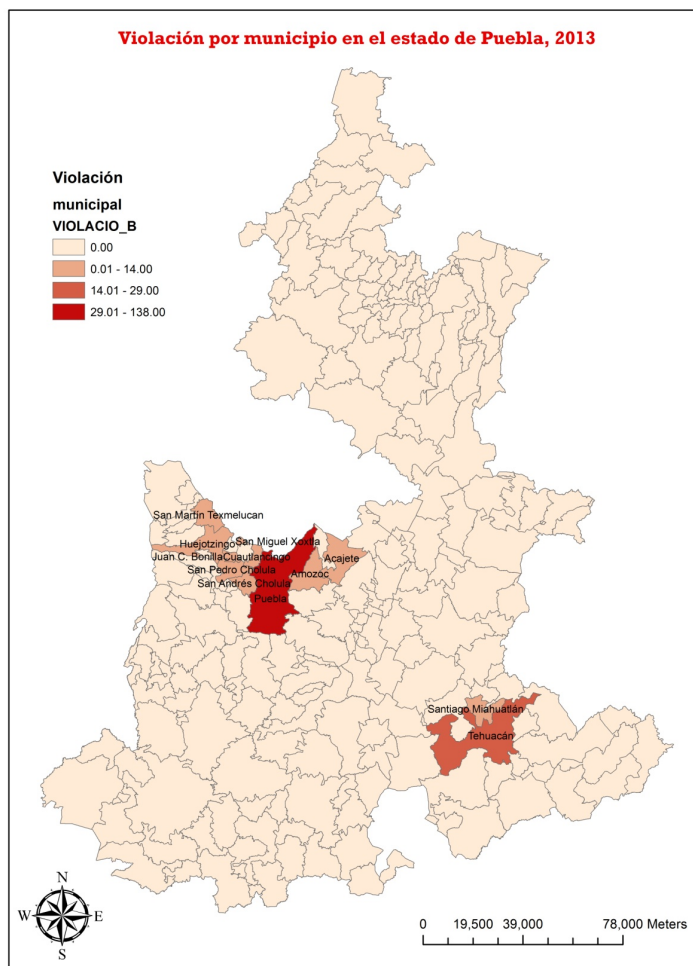 Violación por municipio en el estado de Puebla, 2013
Violación
municipal
VIOLACIO_B
0.00
0.01 - 14.00
14.01 - 29.00
29.01 - 138.00
San Martín Texmelucan
Huejotzingo
San Miguel Xoxtla
Juan C. Bonilla
Cuautlancingo
Acajete
San Pedro Cholula
Amozoc
San Andrés Cholula
Puebla
Santiago Miahuatlán
Tehuacán
N
W
E
S
0 19,500 39,000 78,000 Meters